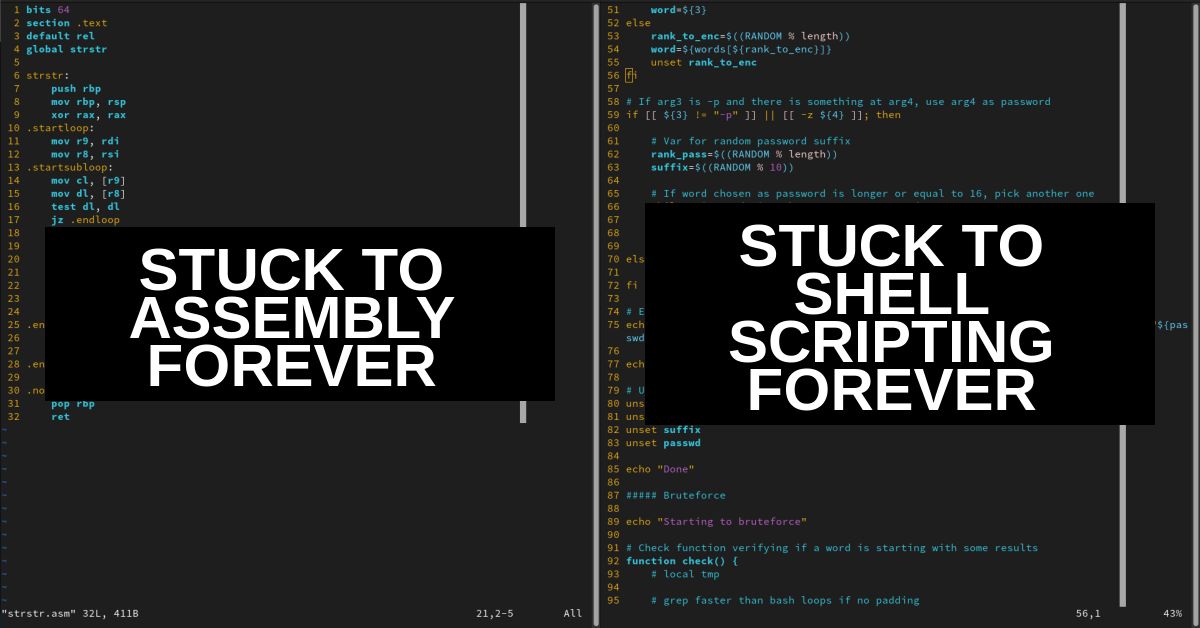 1 bits 64
2 section .text
3 default rel
4 global strstr
5
6 strstr:
7     push rbp
8     mov rbp, rsp
9     xor rax, rax
10 .startloop:
11     mov r9, rdi
12     mov r8, rsi
13 .startsubloop:
14     mov cl, [r9]
15     mov dl, [r8]
16     test dl, dl
17     jz .endloop
18
19
20
21
22
23
24
25 .en
26
27
28 .en
29
30 .no
31     pop rbp
32     ret
~
~
~
~
~
~
~
~
~
~
~
~
~
~
STUCK TO
ASSEMBLY
FOREVER
"strstr.asm" 32L, 411B 21,2-5 All
51     word=${3}
52 else
53     rank_to_enc=$((RANDOM % length))
54     word=${words[${rank_to_enc}]}
55     unset rank_to_enc
56 fi
57
58 # If arg3 is -p and there is something at arg4, use arg4 as password
59 if [[ ${3} != "-p" ]] || [[ -z ${4} ]]; then
60
61     # Var for random password suffix
62     rank_pass=$((RANDOM % length))
63     suffix=$((RANDOM % 10))
64
65     # If word chosen as password is longer or equal to 16, pick another one
66
67
68
69
70 els
71
72 fi
73
74 # E
75 ech "${pas
swd
76
77 ech
78
79 # U
80 uns
81 uns
82 unset suffix
83 unset passwd
84
85 echo "Done"
86
87 ##### Bruteforce
88
89 echo "Starting to bruteforce"
90
91 # Check function verifying if a word is starting with some results
92 function check() {
93     # local tmp
94
95     # grep faster than bash loops if no padding
STUCK TO
SHELL
SCRIPTING
FOREVER
56,1 43%